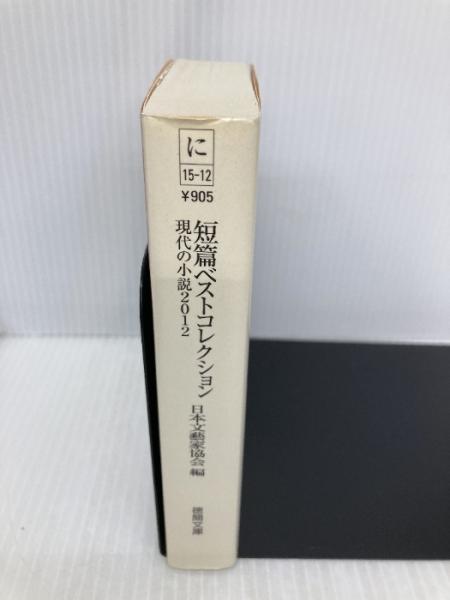 に
15-12
¥905
短篇ベストコレクション
現代の小説2012
日本文藝家協会 編
徳間文庫